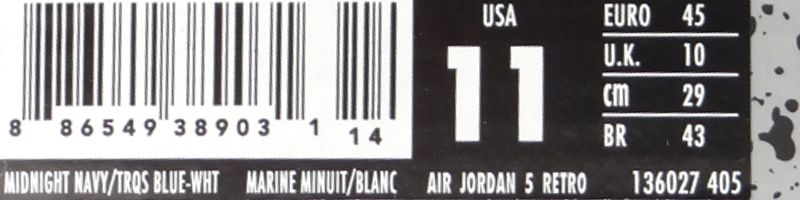 USA
11
EURO 45
U.K. 10
cm 29
BR 43
8 86549 38903 1 14
MIDNIGHT NAVY/TRQS BLUE-WHT MARINE MINUIT/BLANC AIR JORDAN 5 RETRO 136027 405